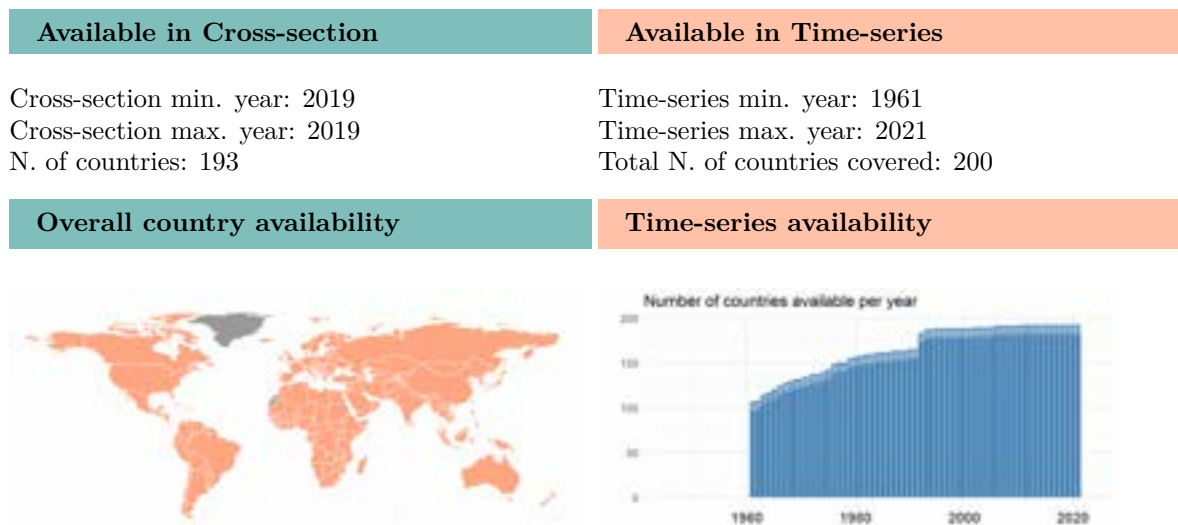 Available in Cross-section
Available in Time-series
Cross-section min. year: 2019
Cross-section max. year: 2019
N. of countries: 193
Time-series min. year: 1961
Time-series max. year: 2021
Total N. of countries covered: 200
Overall country availability
Time-series availability
Number of countries available per year
200
150
100
50
0
1960 1980 2000 2020